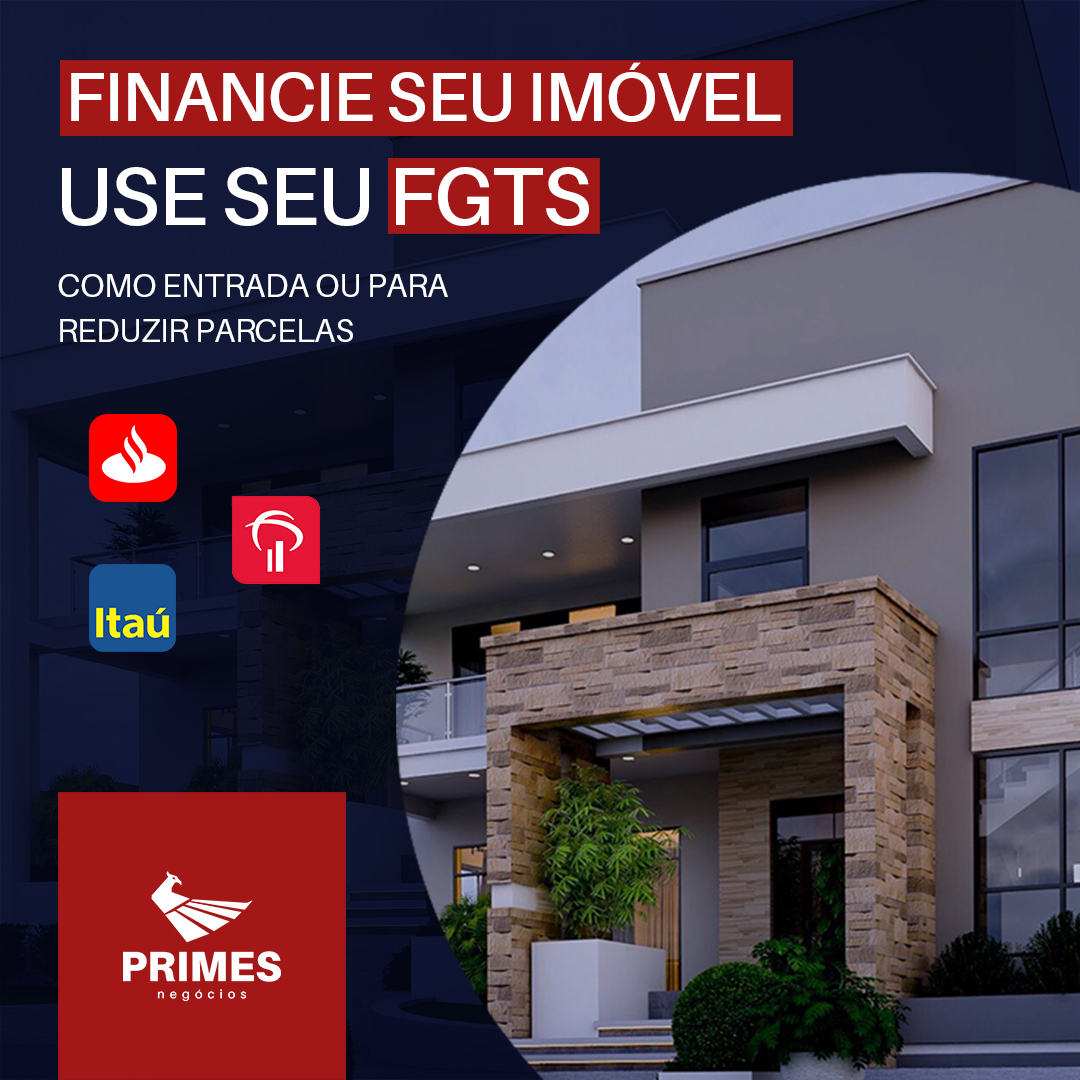 FINANCIE SEU IMÓVEL
USE SEU FGTS
COMO ENTRADA OU PARA
REDUZIR PARCELAS
Itaú
PRIMES
negócios